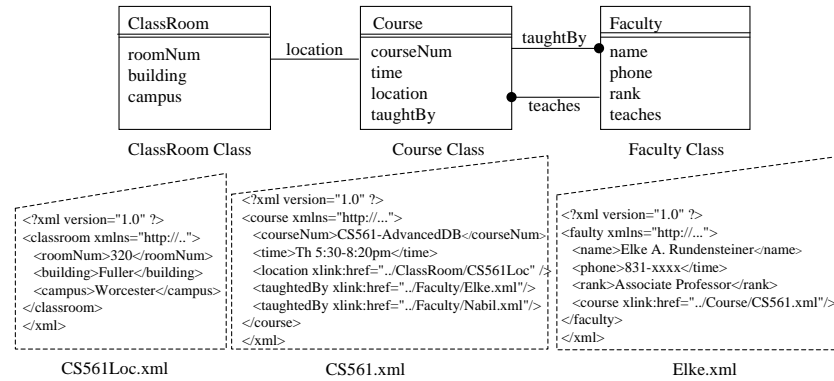 ClassRoom
roomNum
building
campus
ClassRoom Class
location
Course
courseNum
time
location
taughtBy
Course Class
taughtBy
teaches
Faculty
name
phone
rank
teaches
Faculty Class
<?xml version="1.0" ?>
<classroom xmlns="http://..">
<roomNum>320</roomNum>
<building>Fuller</building>
<campus>Worcester</campus>
</classroom>
</xml>
CS561Loc.xml
<?xml version="1.0" ?>
<course xmlns="http://...">
<courseNum>CS561-AdvancedDB</courseNum>
<time>Th 5:30-8:20pm</time>
<location xlink:href="../ClassRoom/CS561Loc" />
<taughtedBy xlink:href="../Faculty/Elke.xml"/>
<taughtedBy xlink:href="../Faculty/Nabil.xml"/>
</course>
</xml>
CS561.xml
<?xml version="1.0" ?>
<faulty xmlns="http://...">
<name>Elke A. Rundensteiner</name>
<phone>831-xxxx</time>
<rank>Associate Professor</rank>
<course xlink:href="../Course/CS561.xml"/>
</faculty>
</xml>
Elke.xml